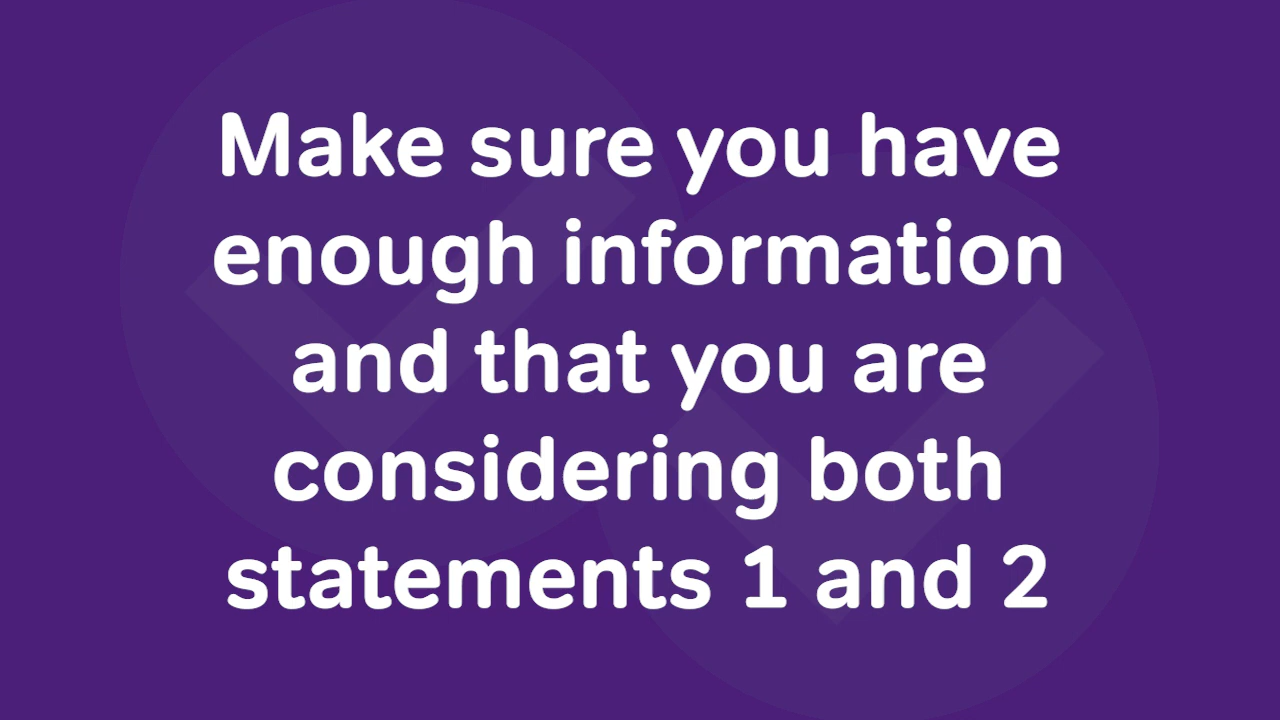 Make sure you have
enough information
and that you are
considering both
statements 1 and 2